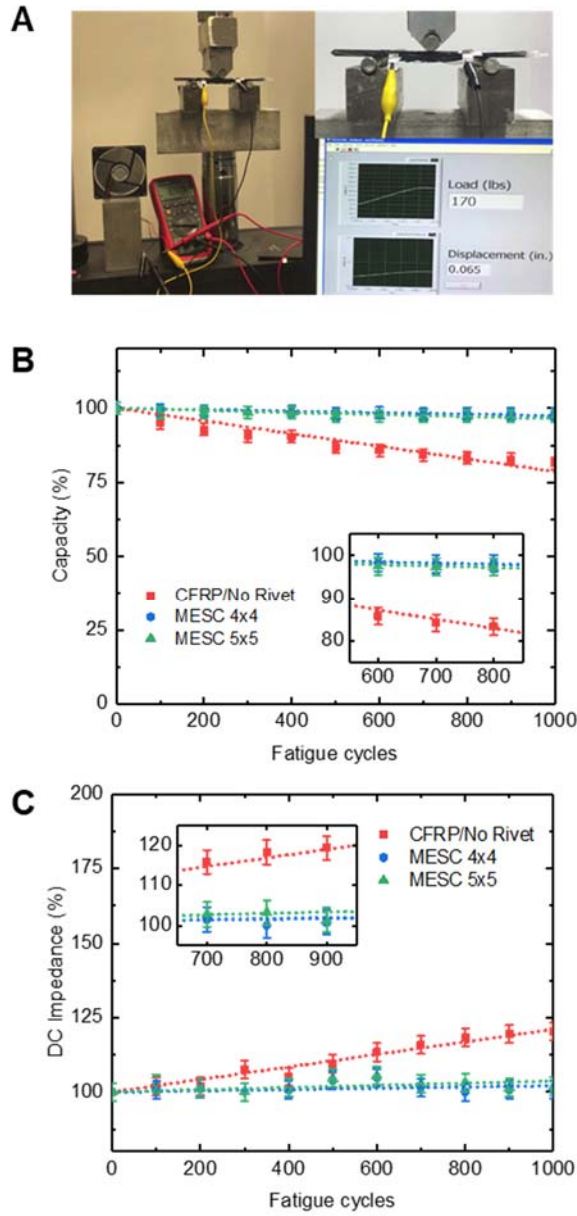 A
Load (lbs)
170
Displacement (in.)
0.065
B
Capacity (%)
100
75
50
25
0
CFRP/No Rivet
MESC 4x4
MESC 5x5
100
90
80
600 700 800
0 200 400 600 800 1000
Fatigue cycles
C
DC Impedance (%)
200
175
150
125
100
120
110
100
700 800 900
CFRP/No Rivet
MESC 4x4
MESC 5x5
0 200 400 600 800 1000
Fatigue cycles